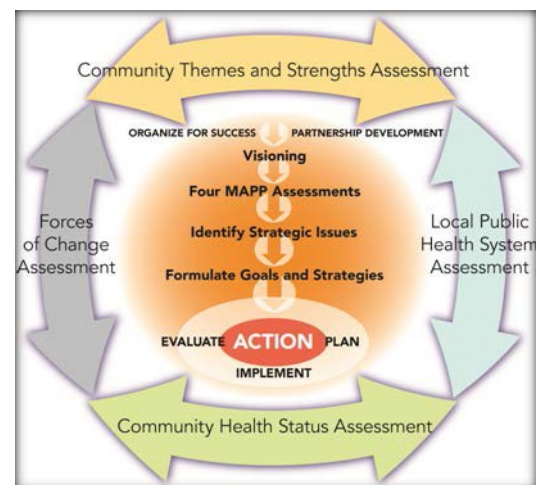 Community Themes and Strengths Assessment
ORGANIZE FOR SUCCESS PARTNERSHIP DEVELOPMENT
Visioning
Four MAPP Assessments
Forces
of Change
Assessment
Identify Strategic Issues
Local Public
Health System
Assessment
Formulate Goals and Strategies
EVALUATE ACTION PLAN
IMPLEMENT
Community Health Status Assessment